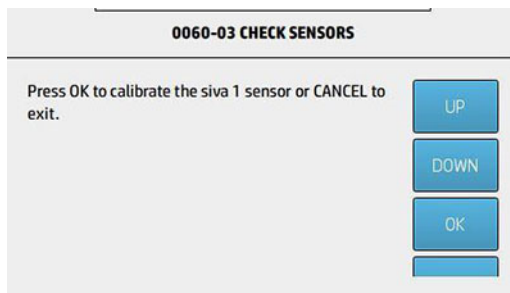 0060-03 CHECK SENSORS
Press OK to calibrate the siva 1 sensor or CANCEL to
exit.
UP
DOWN
OK